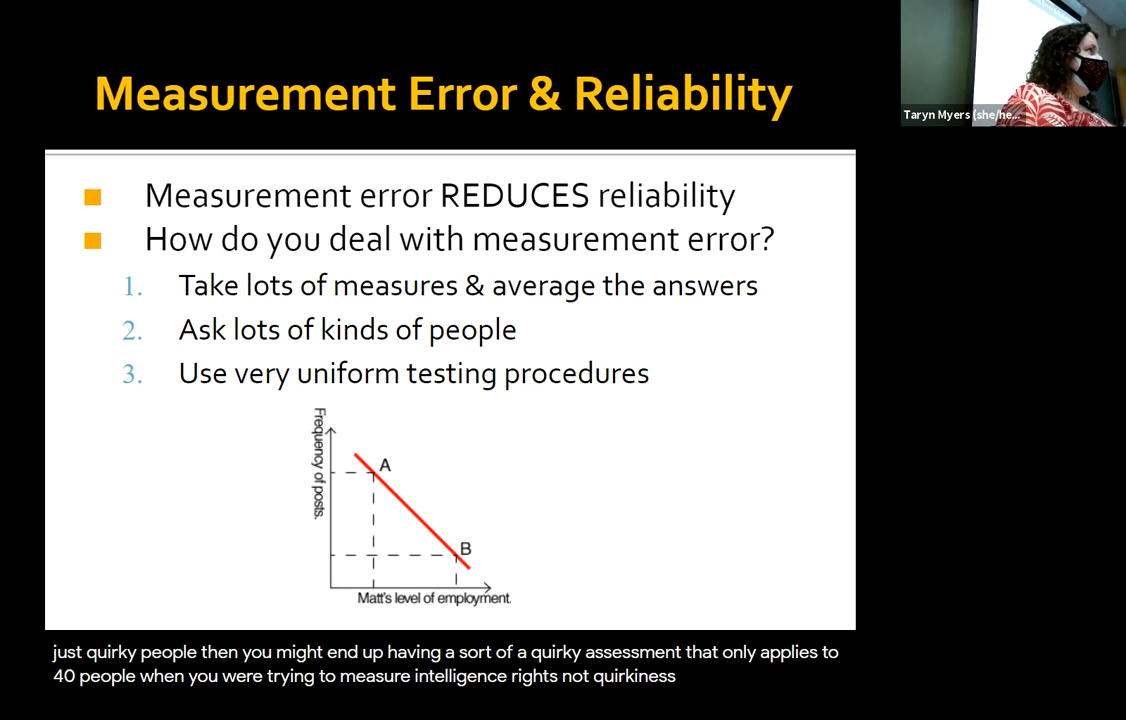 Measurement Error & Reliability
Taryn Myers (she/he...
Measurement error REDUCES reliability
How do you deal with measurement error?
1. Take lots of measures & average the answers
2. Ask lots of kinds of people
3. Use very uniform testing procedures
Frequency of posts.
A
B
Matt's level of employment.
just quirky people then you might end up having a sort of a quirky assessment that only applies to
40 people when you were trying to measure intelligence rights not quirkiness